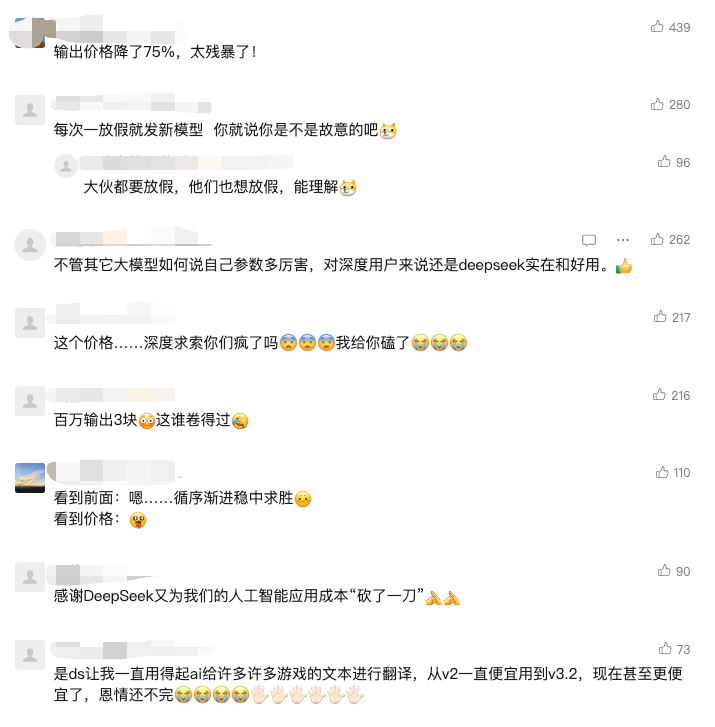 439
输出价格降了75%，太残暴了！
280
每次一放假就发新模型 你就说你是不是故意的吧😹
96
大伙都要放假，他们也想放假，能理解😹
262
不管其它大模型如何说自己参数多厉害，对深度用户来说还是deepseek实在和好用。👍
217
这个价格……深度求索你们疯了吗😨😨😨我给你磕了😭😭😭
216
百万输出3块😳这谁卷得过🤣
110
看到前面：嗯……循序渐进稳中求胜
看到价格：
90
感谢DeepSeek又为我们的人工智能应用成本“砍了一刀”
73
是ds让我一直用得起ai给许多许多游戏的文本进行翻译，从v2一直便宜用到v3.2，现在甚至更便
宜了，恩情还不完😭😭😭😭🖐🏻🖐🏻🖐🏻🖐🏻🖐🏻🖐🏻